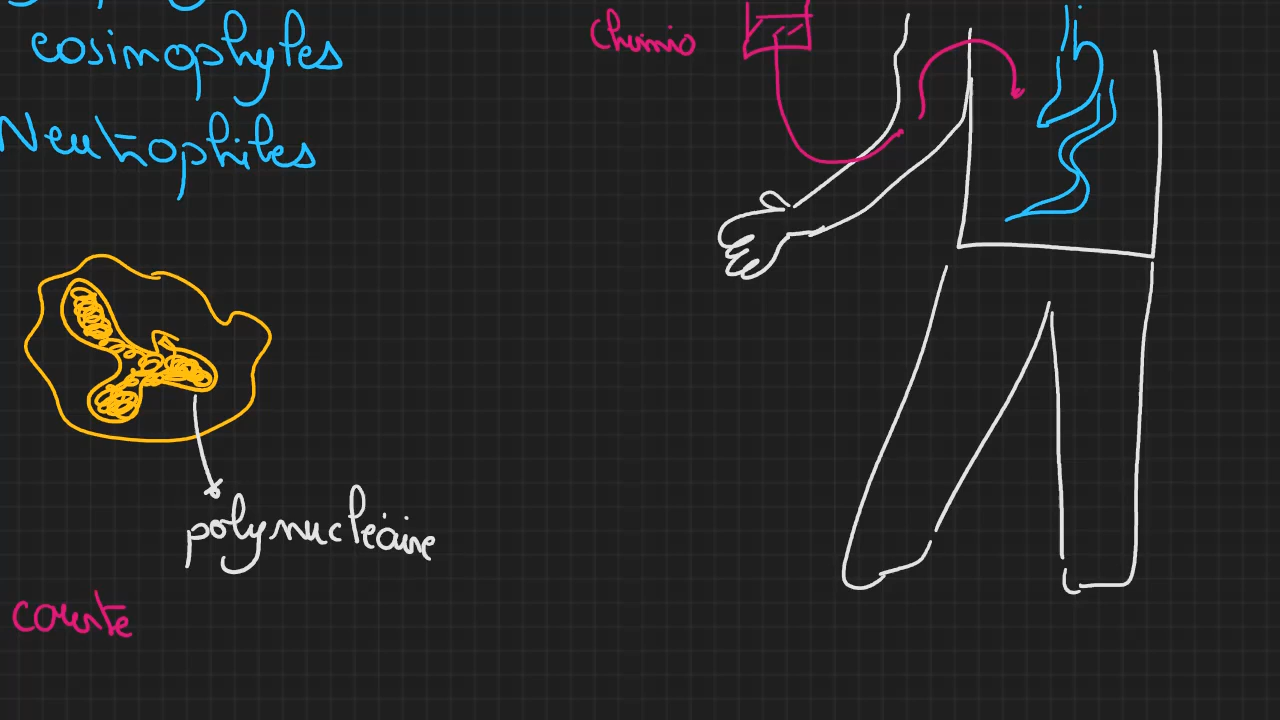 eosinophyles
chimio
Neutrophiles
polynucléaire
courte